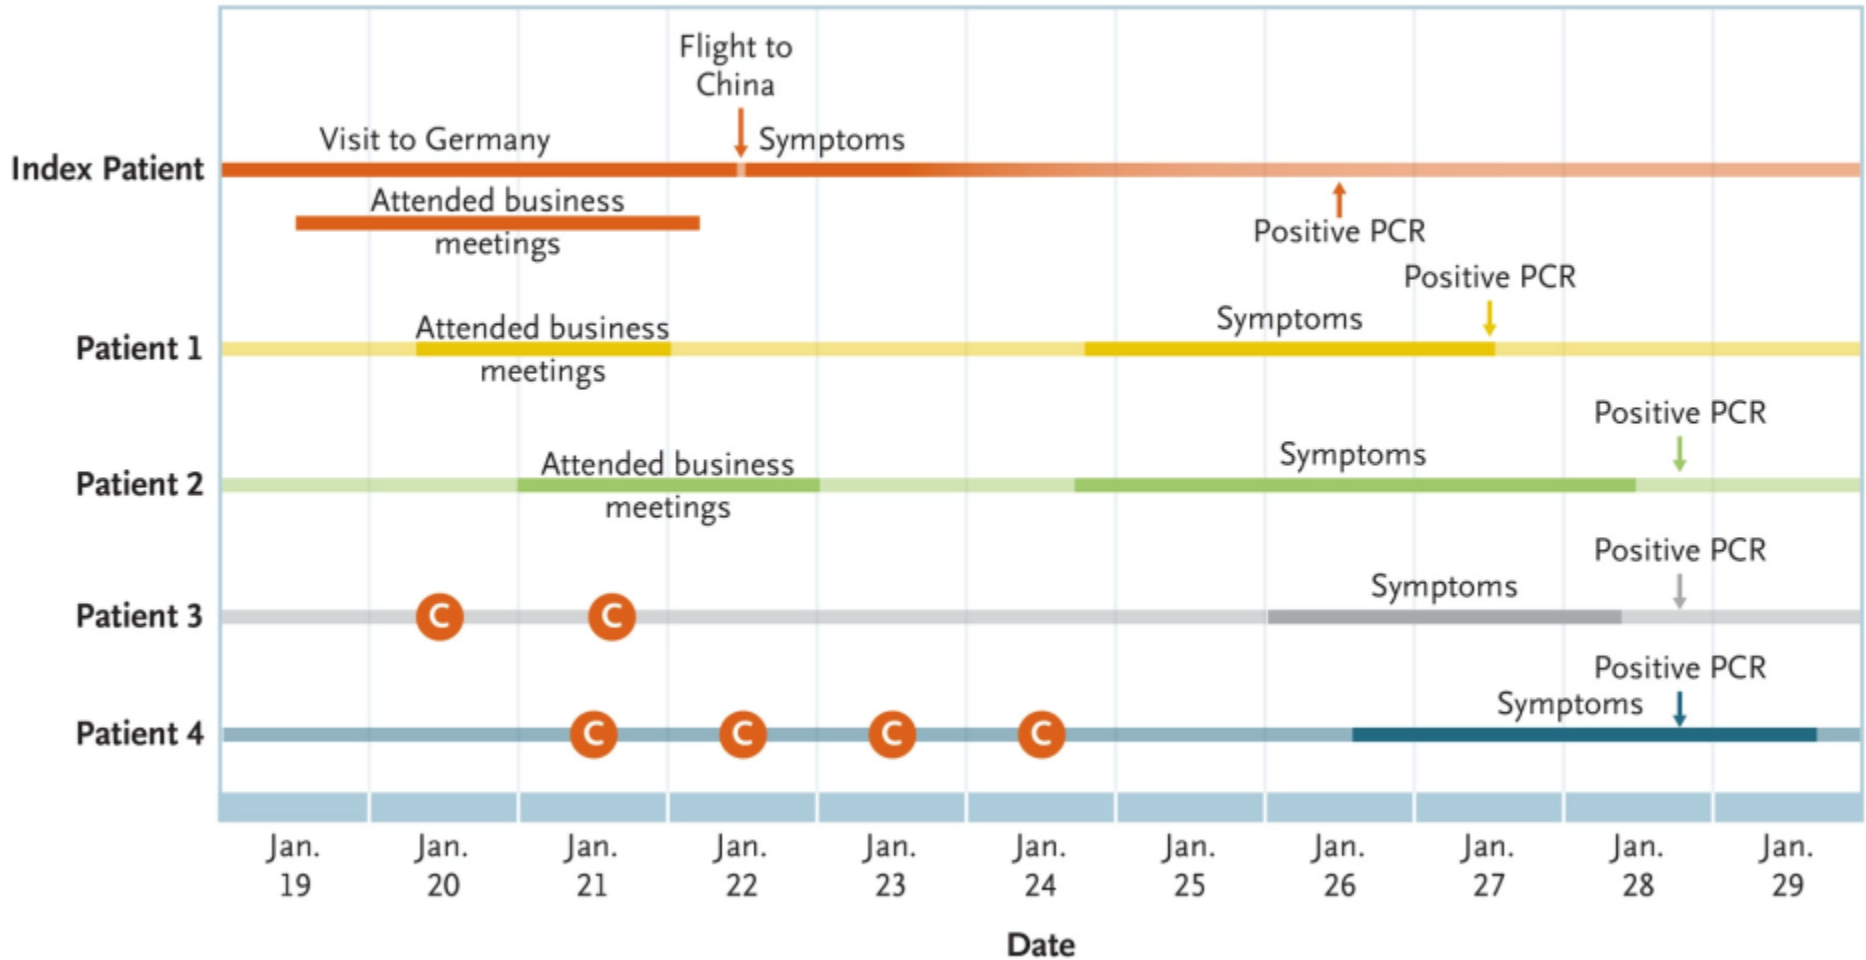 Flight to
China
Visit to Germany
Symptoms
Index Patient
Attended business
meetings
Positive PCR
Positive PCR
Attended business
Symptoms
Patient 1
meetings
Positive PCR
Attended business
Symptoms
Patient 2
meetings
Positive PCR
Symptoms
Patient 3
C C
Positive PCR
Symptoms
Patient 4
C C C C
Jan. Jan. Jan. Jan. Jan. Jan. Jan. Jan. Jan. Jan. Jan.
19 20 21 22 23 24 25 26 27 28 29
Date